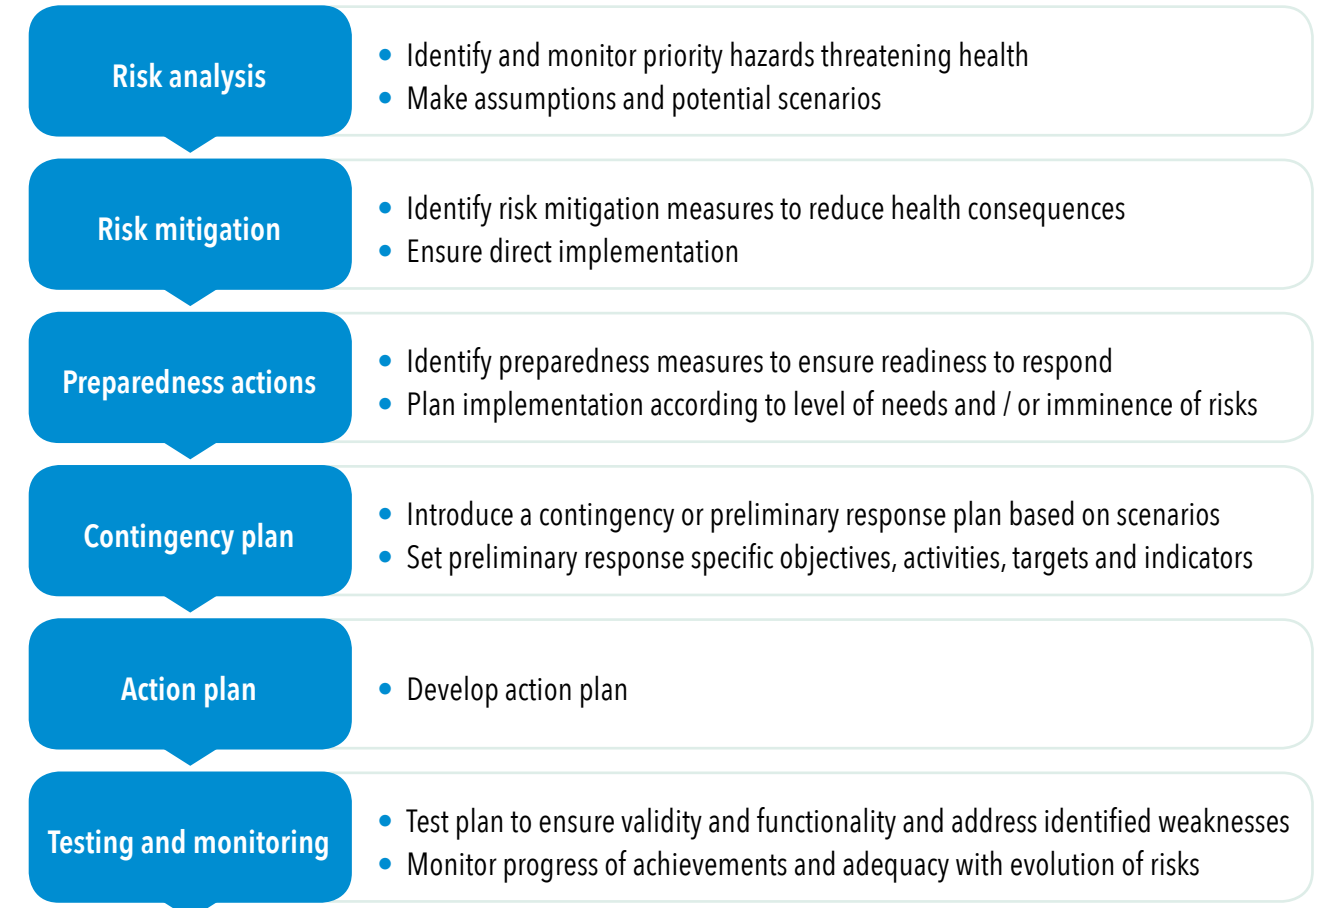 Risk analysis
• Identify and monitor priority hazards threatening health
• Make assumptions and potential scenarios
Risk mitigation
• Identify risk mitigation measures to reduce health consequences
• Ensure direct implementation
Preparedness actions
• Identify preparedness measures to ensure readiness to respond
• Plan implementation according to level of needs and / or imminence of risks
Contingency plan
• Introduce a contingency or preliminary response plan based on scenarios
• Set preliminary response specific objectives, activities, targets and indicators
Action plan
• Develop action plan
Testing and monitoring
• Test plan to ensure validity and functionality and address identified weaknesses
• Monitor progress of achievements and adequacy with evolution of risks